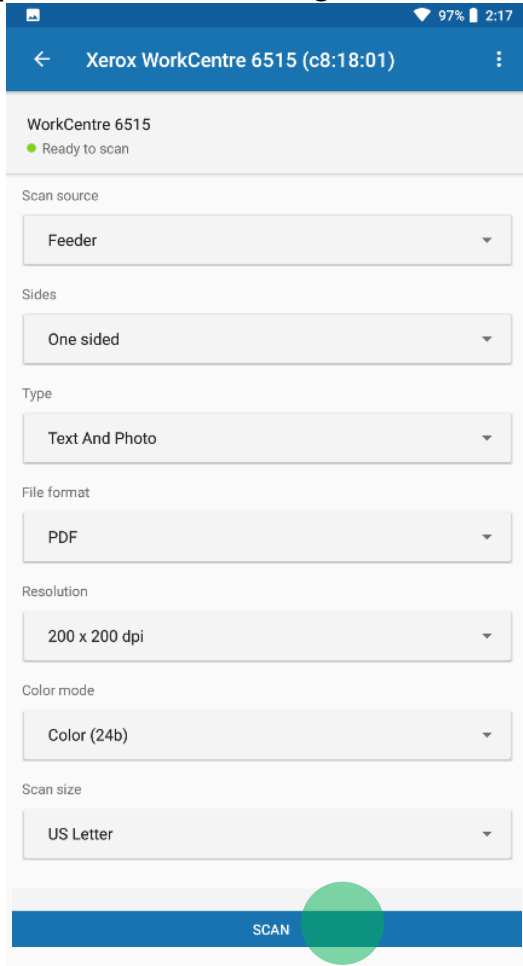 97% 2:17
Xerox WorkCentre 6515 (c8:18:01)
WorkCentre 6515
Ready to scan
Scan source
Feeder
Sides
One sided
Type
Text And Photo
File format
PDF
Resolution
200 x 200 dpi
Color mode
Color (24b)
Scan size
US Letter
SCAN